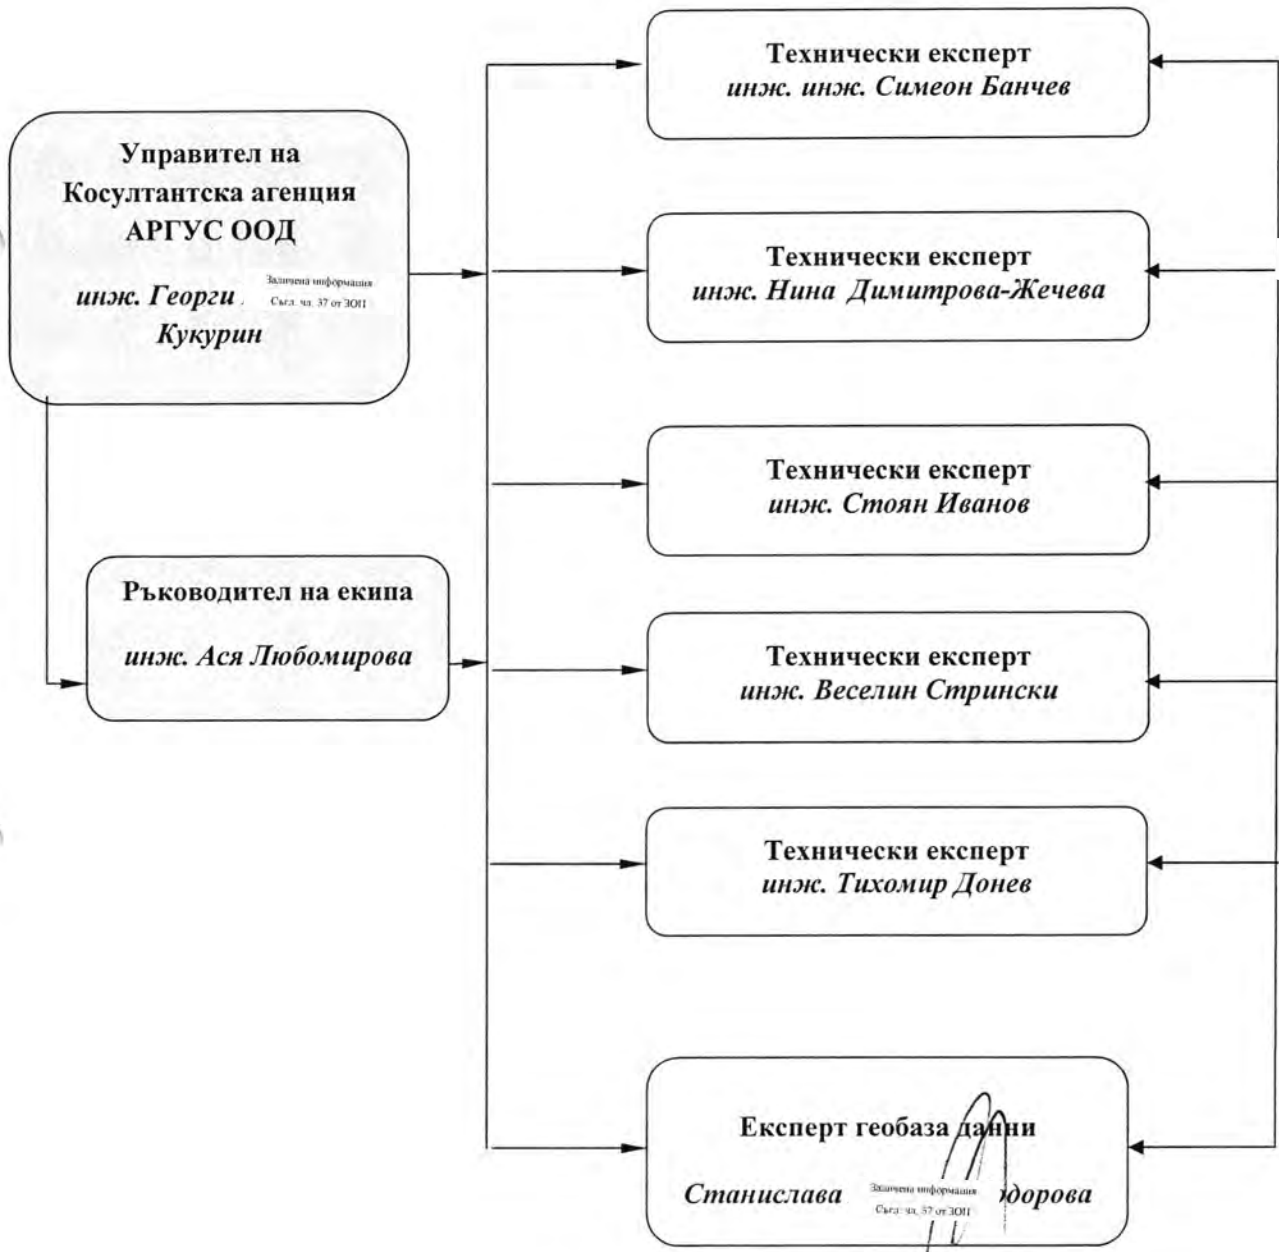 Управител на
Косултантска агенция
АРГУС ООД
инж. Георги
Заличена информация
Съгл. чл. 37 от ЗОП
Кукурин
Ръководител на екипа
инж. Ася Любомирова
Технически експерт
инж. инж. Симеон Банчев
Технически експерт
инж. Нина Димитрова-Жечева
Технически експерт
инж. Стоян Иванов
Технически експерт
инж. Веселин Стрински
Технически експерт
инж. Тихомир Донев
Експерт геобаза данни
Станислава
Заличена информация
Съгл. чл. 37 от ЗОП